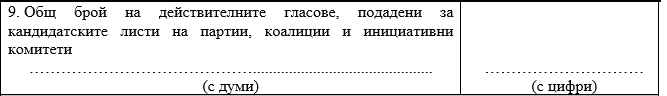 9. Общ брой на действителните гласове, подадени за
кандидатските листи на партии, коалиции и инициативни
комитети
…………………………………………………............................................
(с думи)
……………………………
(с цифри)